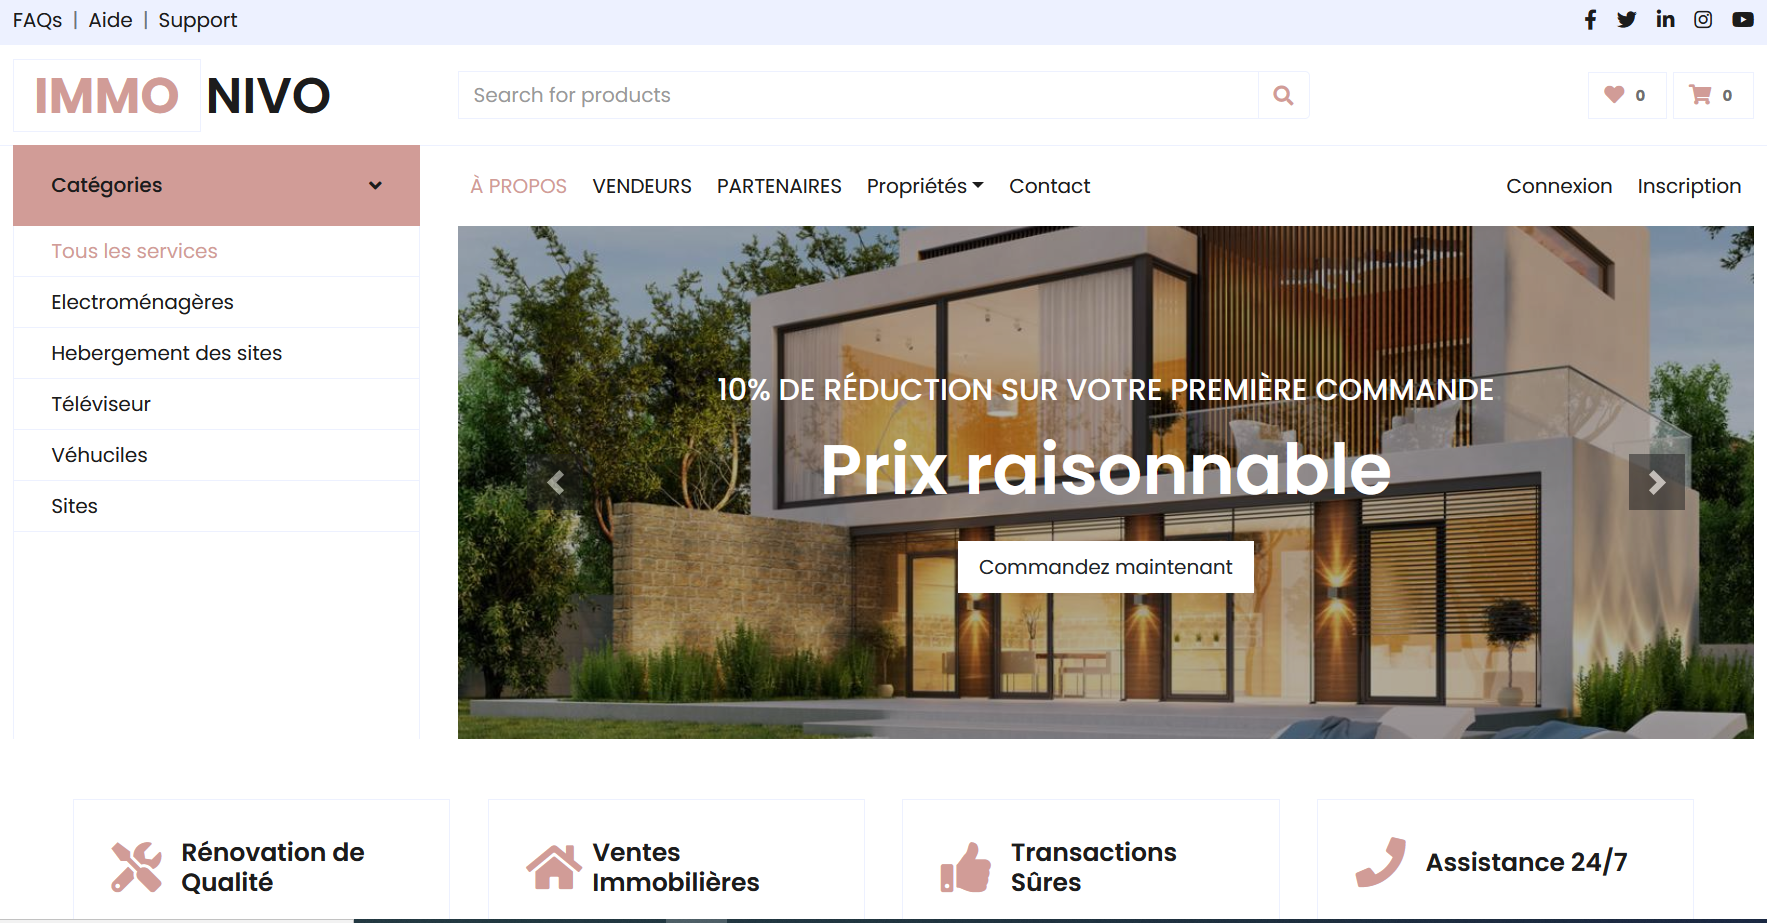 FAQs | Aide | Support
IMMO NIVO
Search for products
0
0
Catégories
À PROPOS VENDEURS PARTENAIRES Propriétés Contact
Connexion Inscription
Tous les services
Electroménagères
Hebergement des sites
Téléviseur
Véhuciles
Sites
10% DE RÉDUCTION SUR VOTRE PREMIÈRE COMMANDE
Prix raisonnable
Commandez maintenant
Rénovation de
Qualité
Ventes
Immobilières
Transactions
Sûres
Assistance 24/7